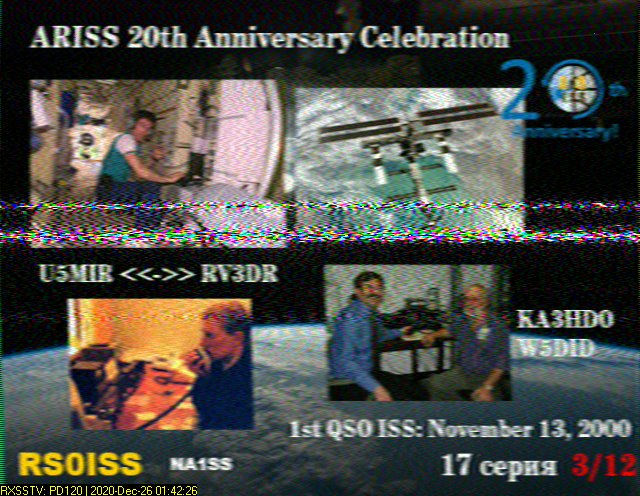 ARISS 20th Anniversary Celebration
20 th
Anniversary!
U5MIR <<->> RV3DR
KA3HDO
W5DID
1st QSO ISS: November 13, 2000
RS0ISS NA1SS
17 серия 3/12
RXSSTV: PD120 | 2020-Dec-26 01:42:26